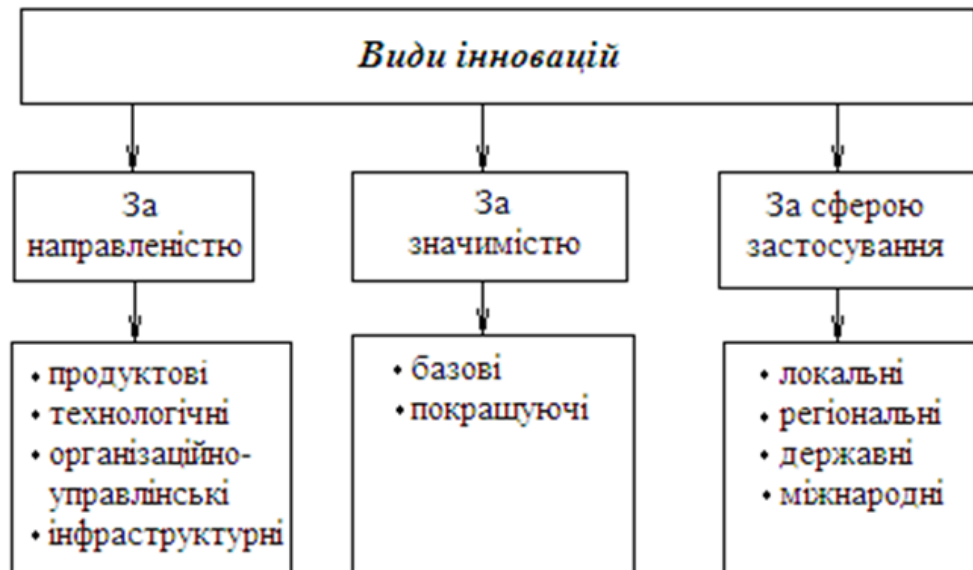 Види інновацій
За
направленістю
За
значимістю
За сферою
застосування
• продуктові
• технологічні
• організаційно-
управлінські
• інфраструктурні
• базові
• покращуючі
• локальні
• регіональні
• державні
• міжнародні